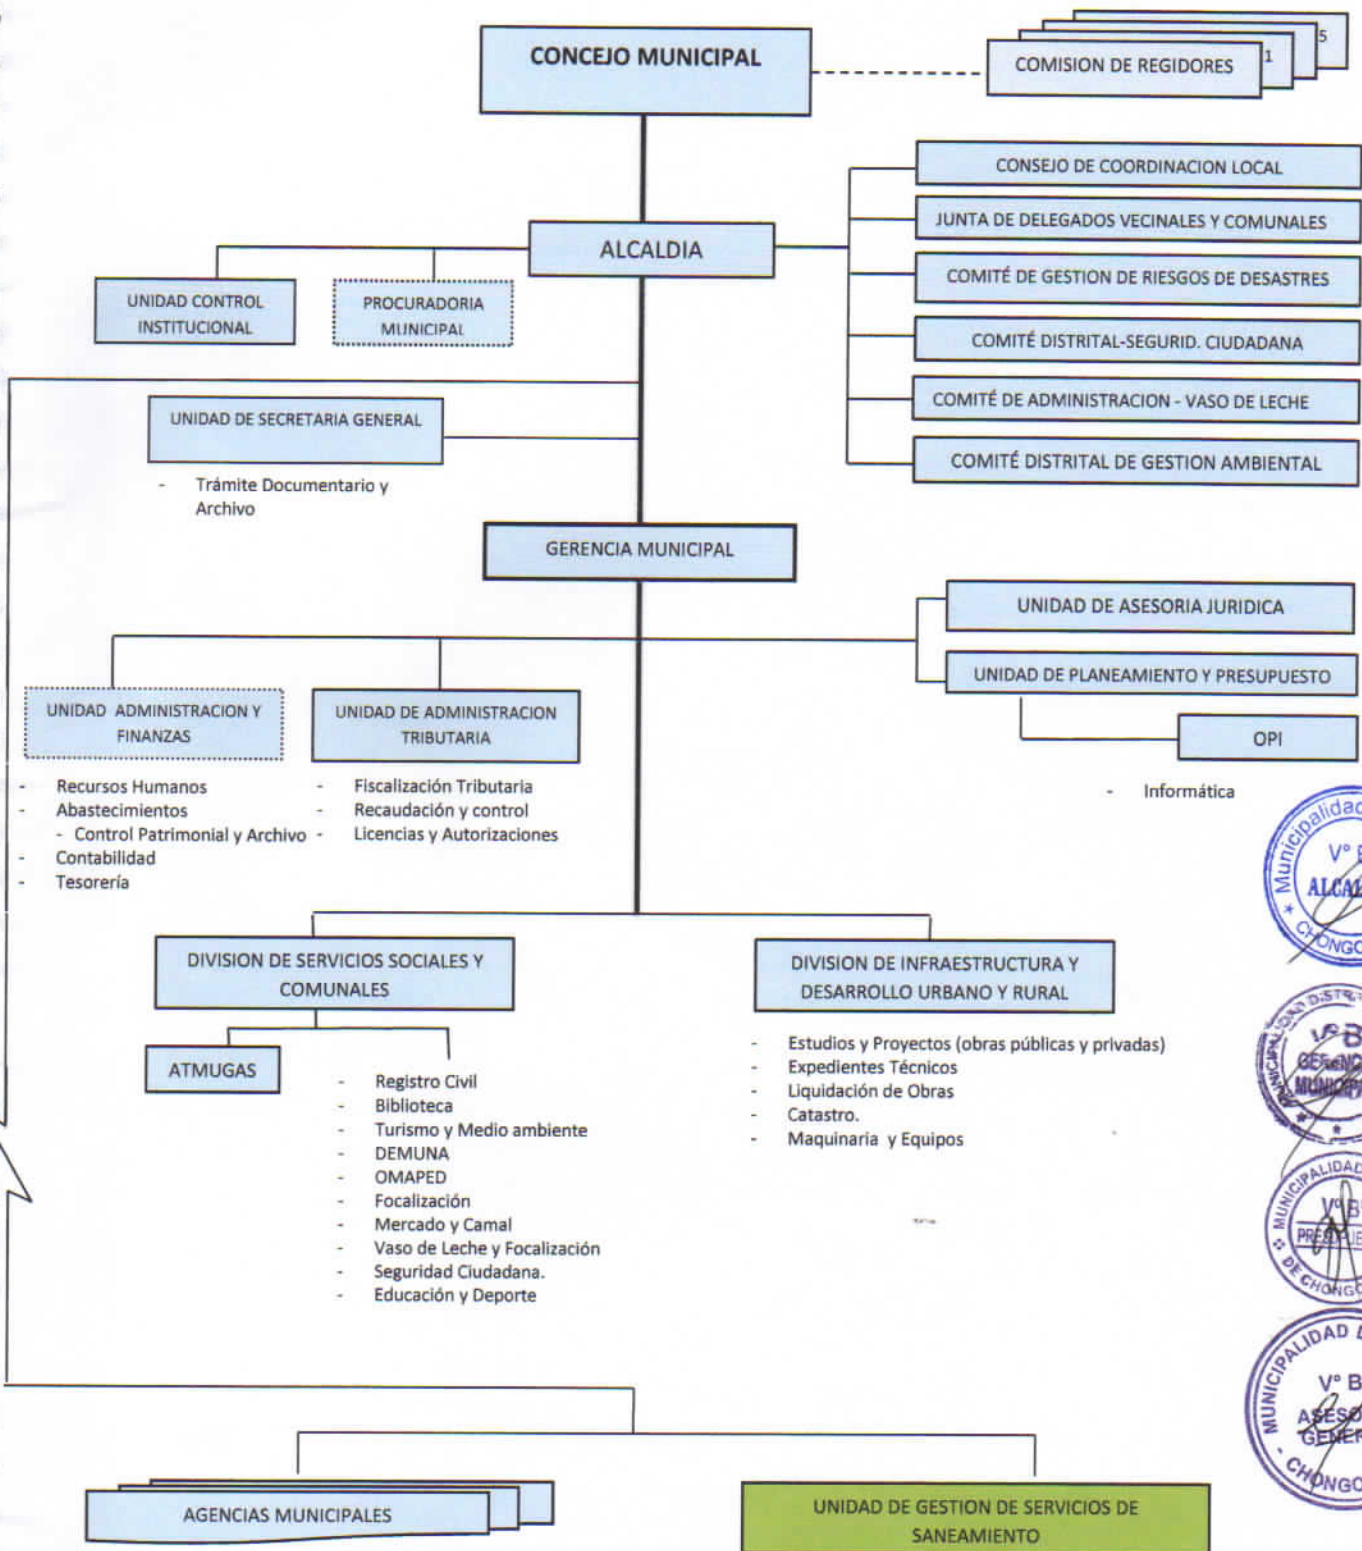 CONCEJO MUNICIPAL
COMISION DE REGIDORES
1
5
CONSEJO DE COORDINACION LOCAL
JUNTA DE DELEGADOS VECINALES Y COMUNALES
COMITÉ DE GESTION DE RIESGOS DE DESASTRES
COMITÉ DISTRITAL-SEGURID. CIUDADANA
COMITÉ DE ADMINISTRACION - VASO DE LECHE
COMITÉ DISTRITAL DE GESTION AMBIENTAL
ALCALDIA
UNIDAD CONTROL
INSTITUCIONAL
PROCURADORIA
MUNICIPAL
UNIDAD DE SECRETARIA GENERAL
- Trámite Documentario y
Archivo
GERENCIA MUNICIPAL
UNIDAD DE ASESORIA JURIDICA
UNIDAD DE PLANEAMIENTO Y PRESUPUESTO
OPI
- Informática
UNIDAD ADMINISTRACION Y
FINANZAS
- Recursos Humanos
- Abastecimientos
- Control Patrimonial y Archivo
- Contabilidad
- Tesorería
UNIDAD DE ADMINISTRACION
TRIBUTARIA
- Fiscalización Tributaria
- Recaudación y control
- Licencias y Autorizaciones
DIVISION DE SERVICIOS SOCIALES Y
COMUNALES
ATMUGAS
- Registro Civil
- Biblioteca
- Turismo y Medio ambiente
- DEMUNA
- OMAPED
- Focalización
- Mercado y Camal
- Vaso de Leche y Focalización
- Seguridad Ciudadana.
- Educación y Deporte
DIVISION DE INFRAESTRUCTURA Y
DESARROLLO URBANO Y RURAL
- Estudios y Proyectos (obras públicas y privadas)
- Expedientes Técnicos
- Liquidación de Obras
- Catastro.
- Maquinaria y Equipos
AGENCIAS MUNICIPALES
UNIDAD DE GESTION DE SERVICIOS DE
SANEAMIENTO
Municipalidad
V° B
MUNICIPALIDAD
V° B
DE CHONGO
MUNICIPALIDAD D
V° B